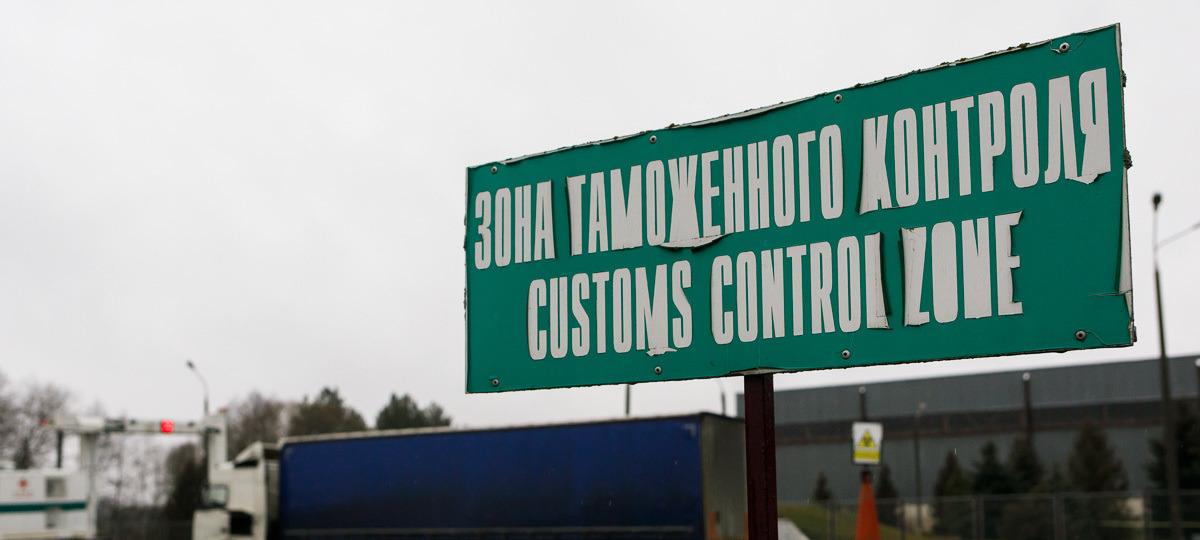 ЗОНА ТАМОЖЕННОГО КОНТРОЛЯ
CUSTOMS CONTROL ZONE